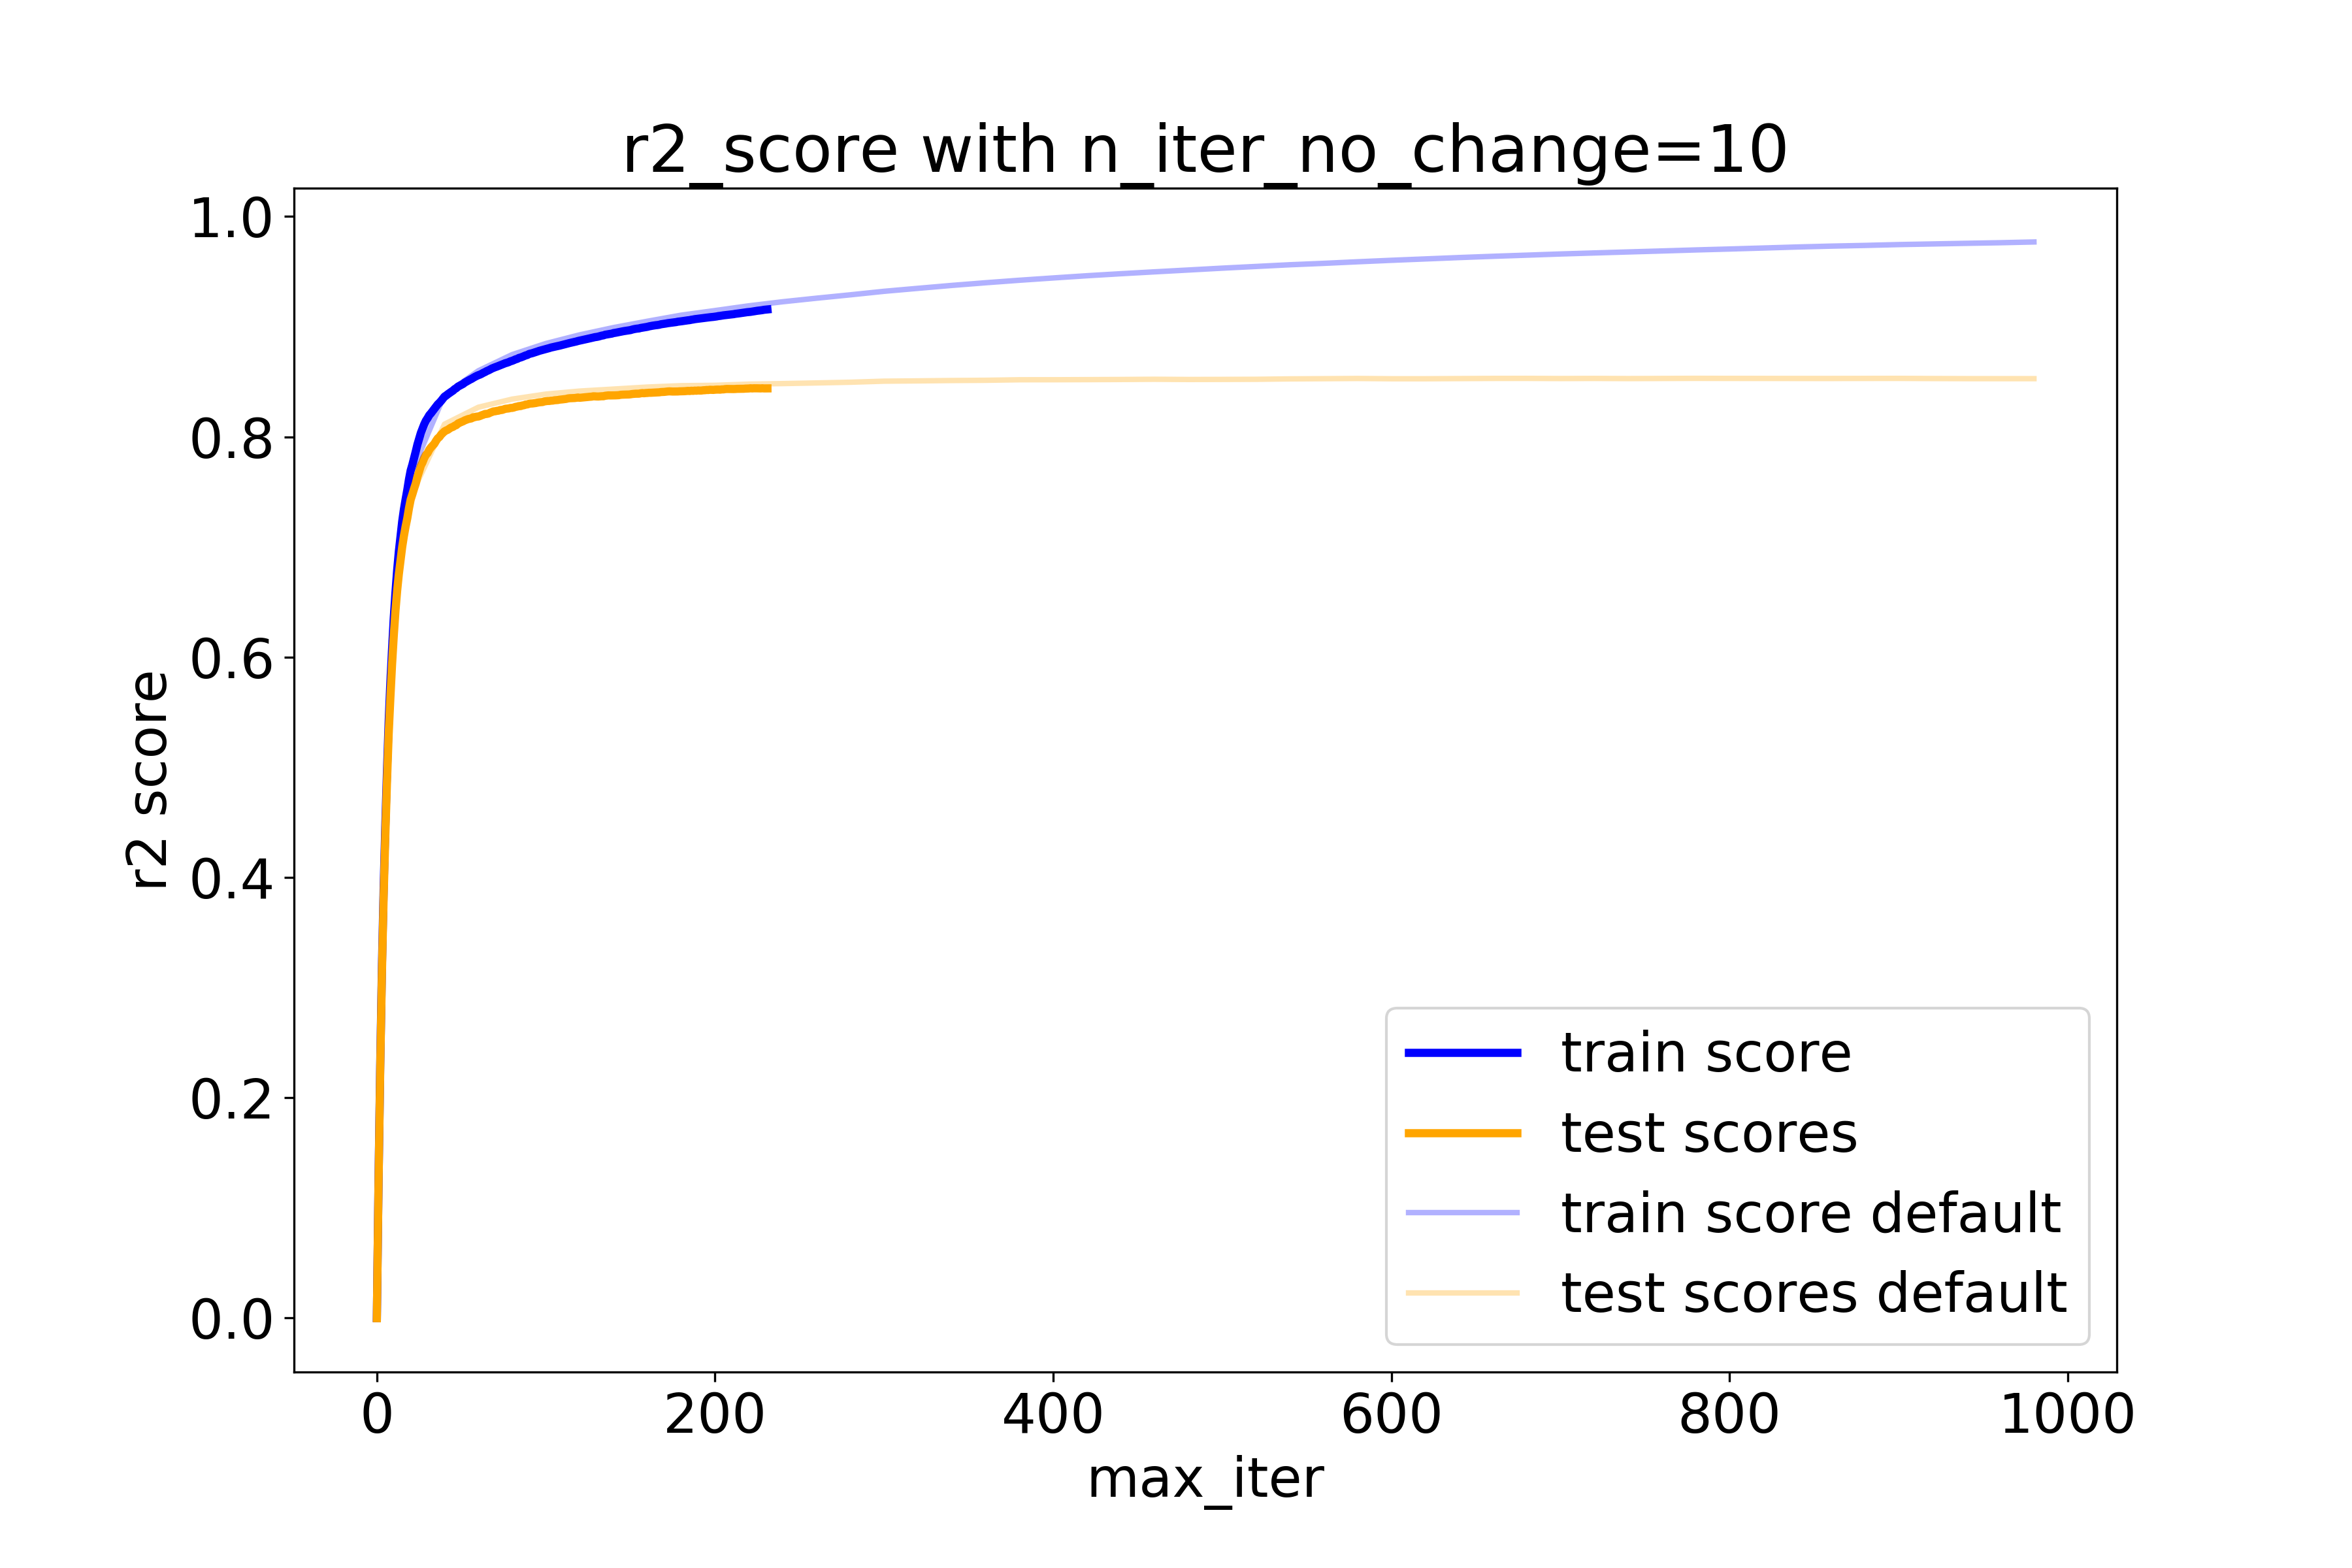 r2_score with n_iter_no_change=10
1.0
0.8
0.6
0.4
0.2
0.0
r2 score
0 200 400 600 800 1000
max_iter
train score
test scores
train score default
test scores default